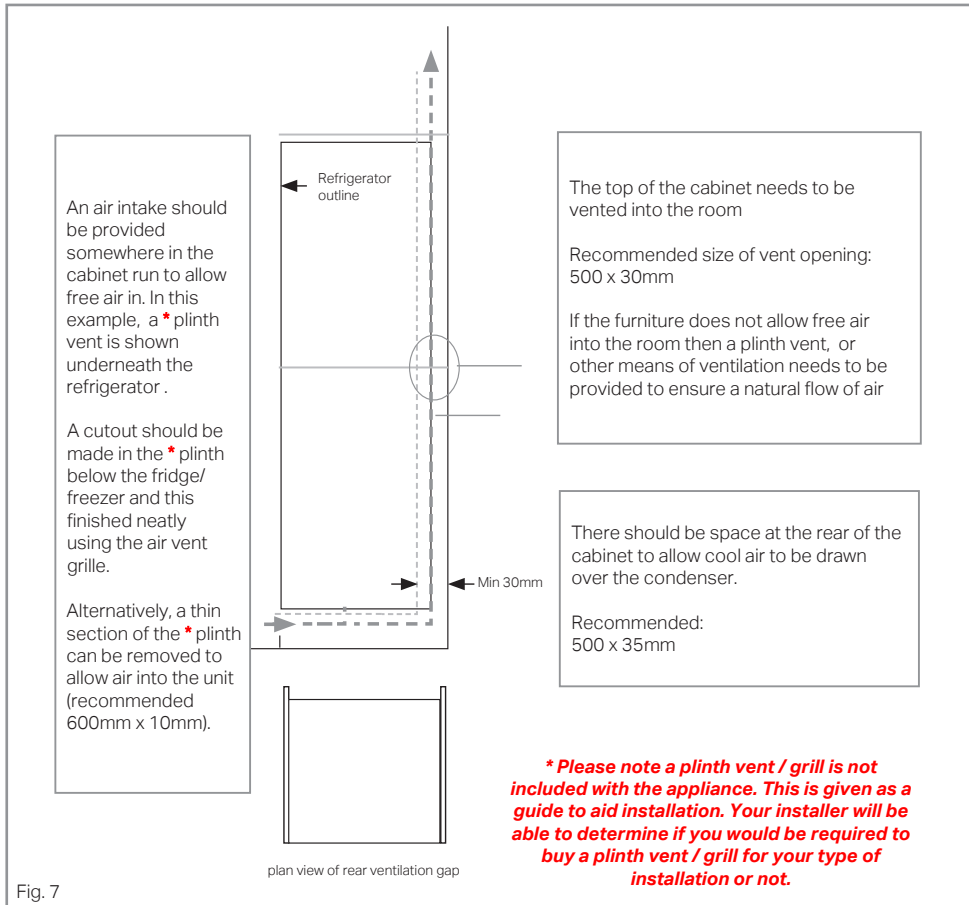 An air intake should
be provided
somewhere in the
cabinet run to allow
free air in. In this
example,  a * plinth
vent is shown
underneath the
refrigerator .
A cutout should be
made in the * plinth
below the fridge/
freezer and this
finished neatly
using the air vent
grille.
Alternatively, a thin
section of the * plinth
can be removed to
allow air into the unit
(recommended
600mm x 10mm).
Refrigerator
outline
Min 30mm
plan view of rear ventilation gap
The top of the cabinet needs to be
vented into the room
Recommended size of vent opening:
500 x 30mm
If the furniture does not allow free air
into the room then a plinth vent,  or
other means of ventilation needs to be
provided to ensure a natural flow of air
There should be space at the rear of the
cabinet to allow cool air to be drawn
over the condenser.
Recommended:
500 x 35mm
* Please note a plinth vent / grill is not
included with the appliance. This is given as a
guide to aid installation. Your installer will be
able to determine if you would be required to
buy a plinth vent / grill for your type of
installation or not.
Fig. 7